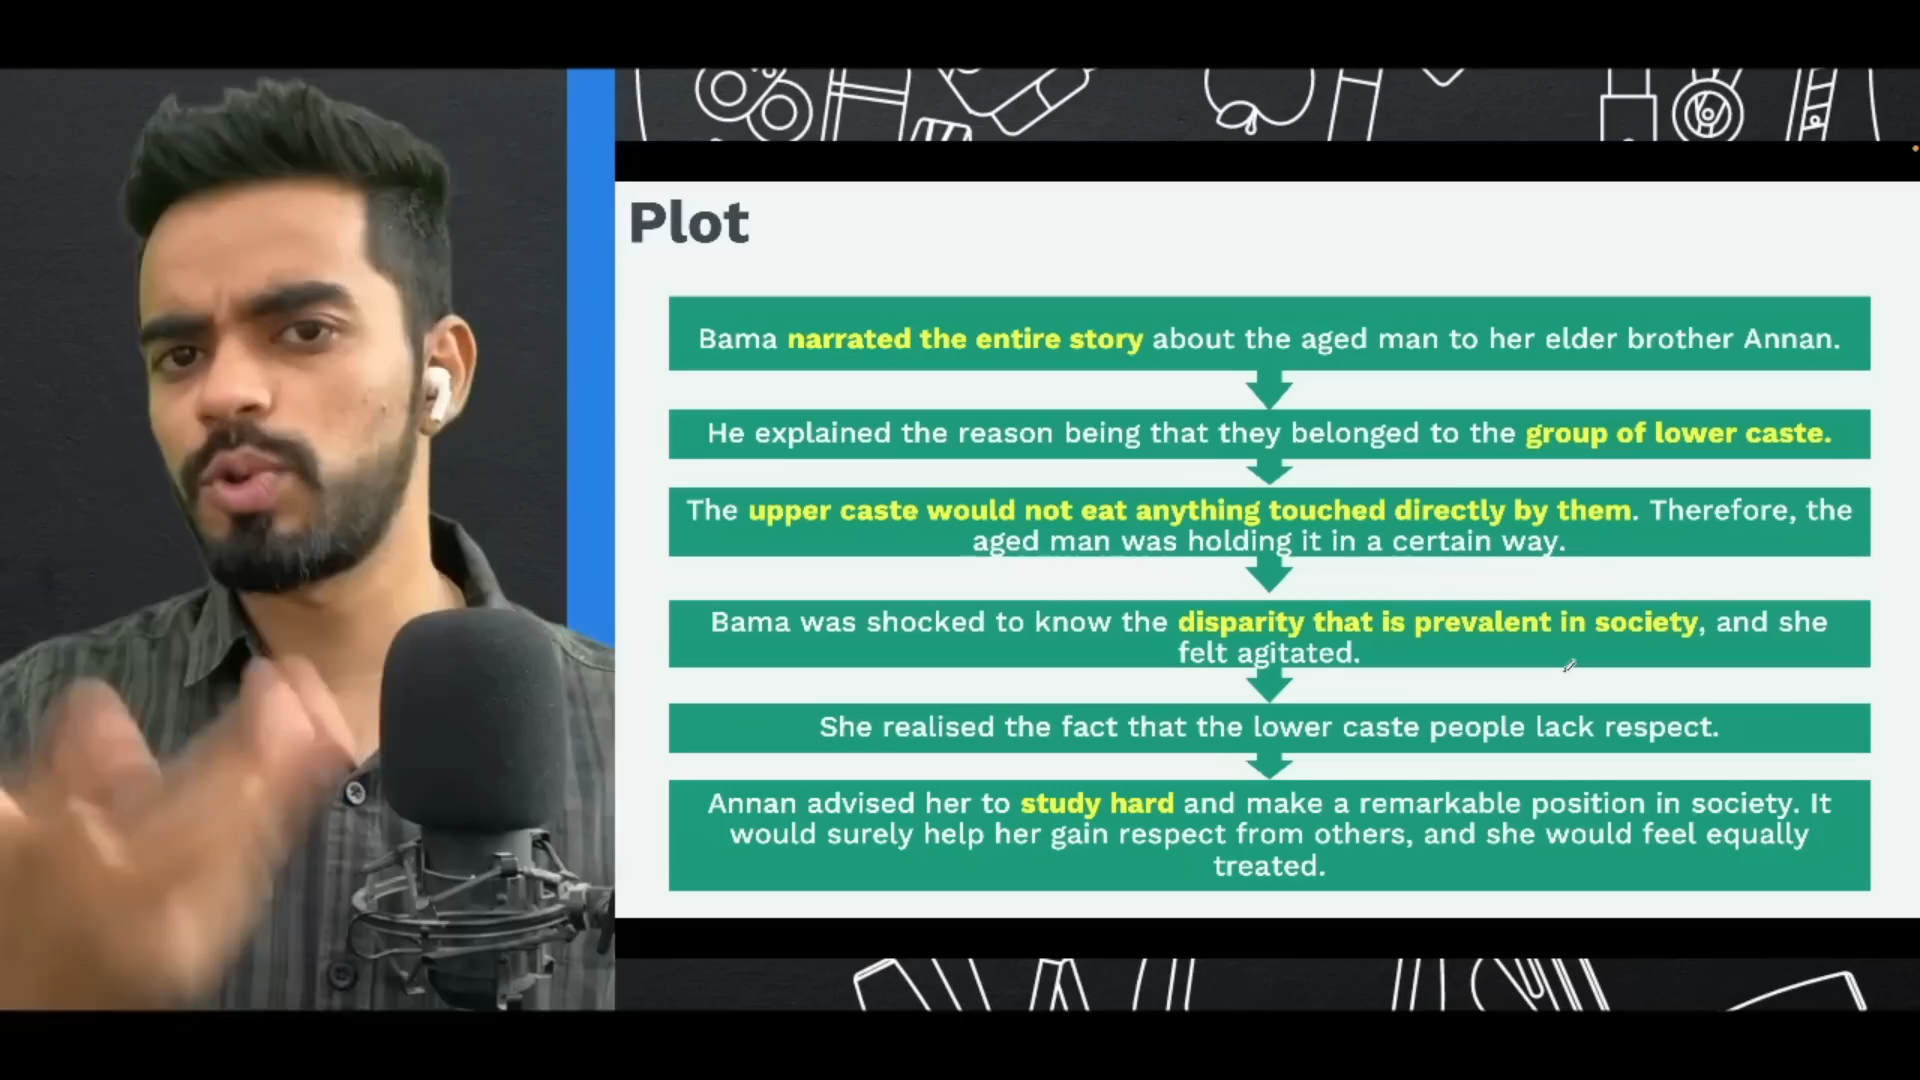 Plot
Bama narrated the entire story about the aged man to her elder brother Annan.
He explained the reason being that they belonged to the group of lower caste.
The upper caste would not eat anything touched directly by them. Therefore, the
aged man was holding it in a certain way.
Bama was shocked to know the disparity that is prevalent in society, and she
felt agitated.
She realised the fact that the lower caste people lack respect.
Annan advised her to study hard and make a remarkable position in society. It
would surely help her gain respect from others, and she would feel equally
treated.